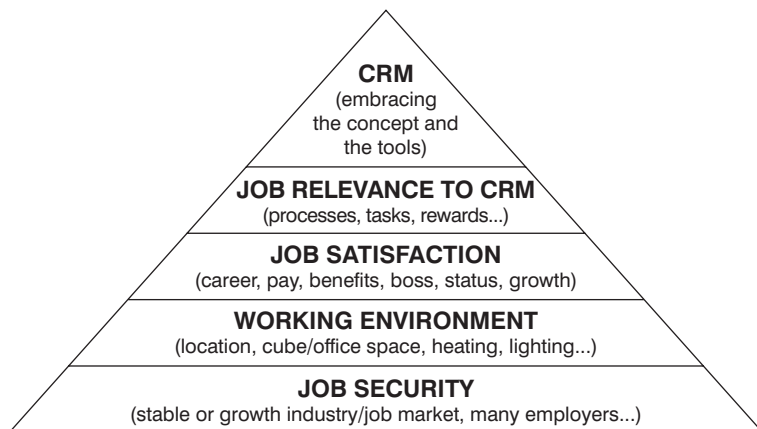 CRM
(embracing
the concept and
the tools)
JOB RELEVANCE TO CRM
(processes, tasks, rewards...)
JOB SATISFACTION
(career, pay, benefits, boss, status, growth)
WORKING ENVIRONMENT
(location, cube/office space, heating, lighting...)
JOB SECURITY
(stable or growth industry/job market, many employers...)